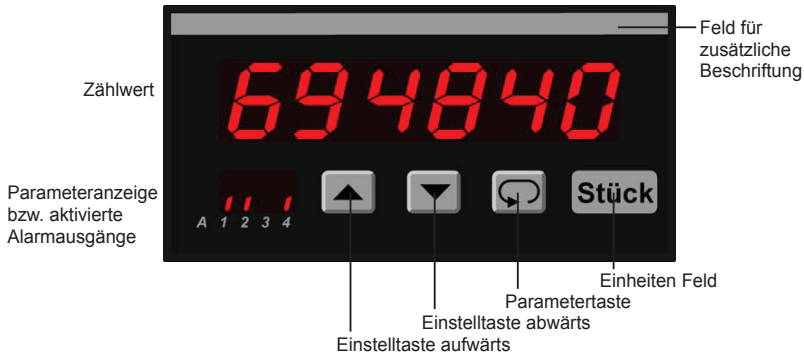 Feld für
zusätzliche
Beschriftung
Zählwert
694840
Parameteranzeige
bzw. aktivierte
Alarmausgänge
A 1 2 3 4
Stück
Einheiten Feld
Parametertaste
Einstelltaste abwärts
Einstelltaste aufwärts